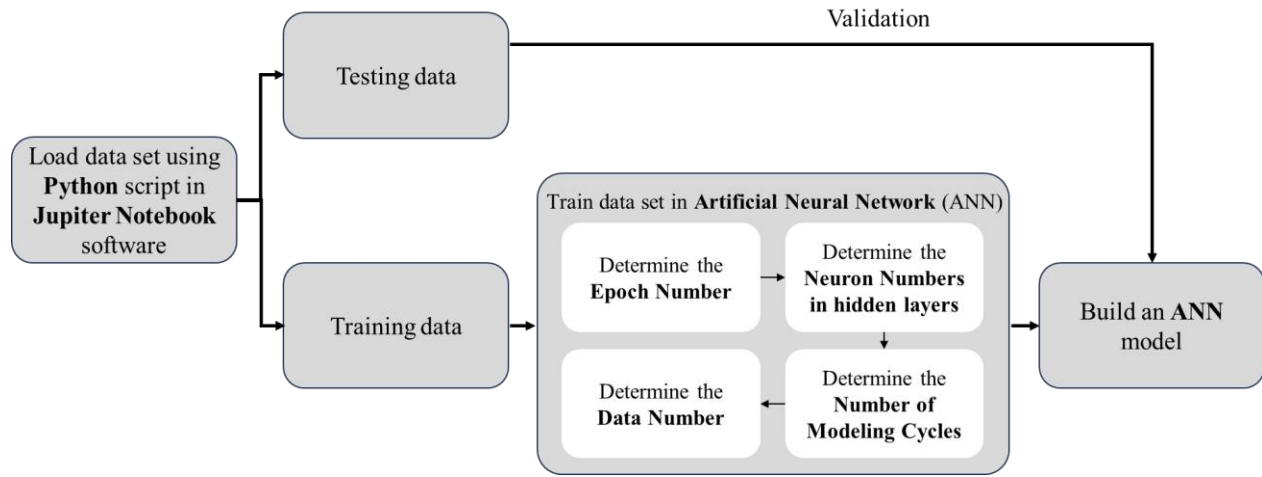 Validation
Testing data
Load data set using
Python script in
Jupiter Notebook
software
Training data
Train data set in Artificial Neural Network (ANN)
Determine the
Epoch Number
Determine the
Neuron Numbers
in hidden layers
Determine the
Number of
Modeling Cycles
Determine the
Data Number
Build an ANN
model